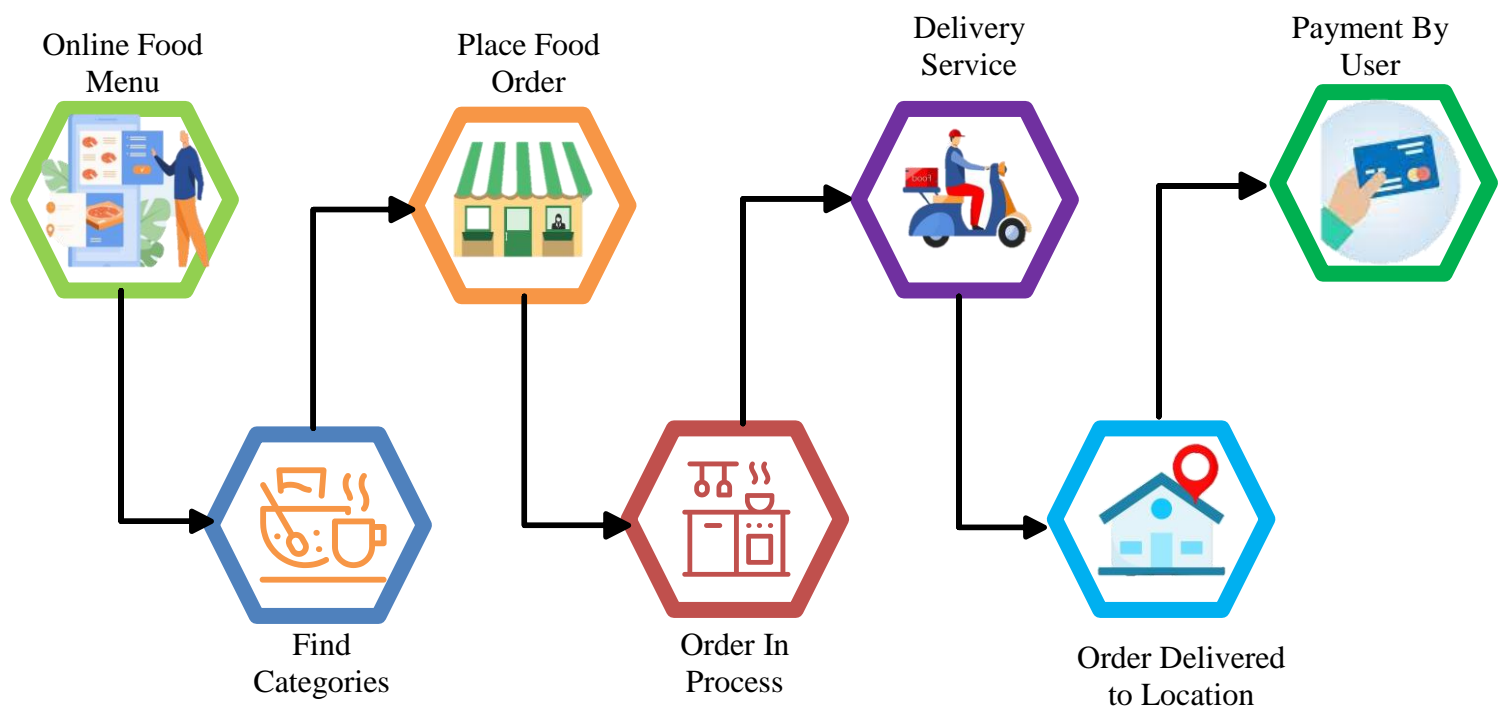 Online Food
Menu
Place Food
Order
Delivery
Service
Payment By
User
Find
Categories
Order In
Process
Order Delivered
to Location